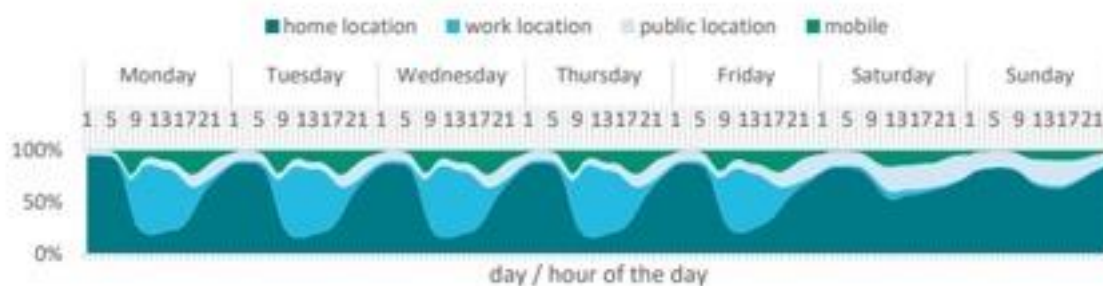 home location work location public location mobile
Monday Tuesday Wednesday Thursday Friday Saturday Sunday
1 5 9 131721 1 5 9 131721 1 5 9 131721 1 5 9 131721 1 5 9 131721 1 5 9 131721 1 5 9 131721
100%
50%
0%
day / hour of the day